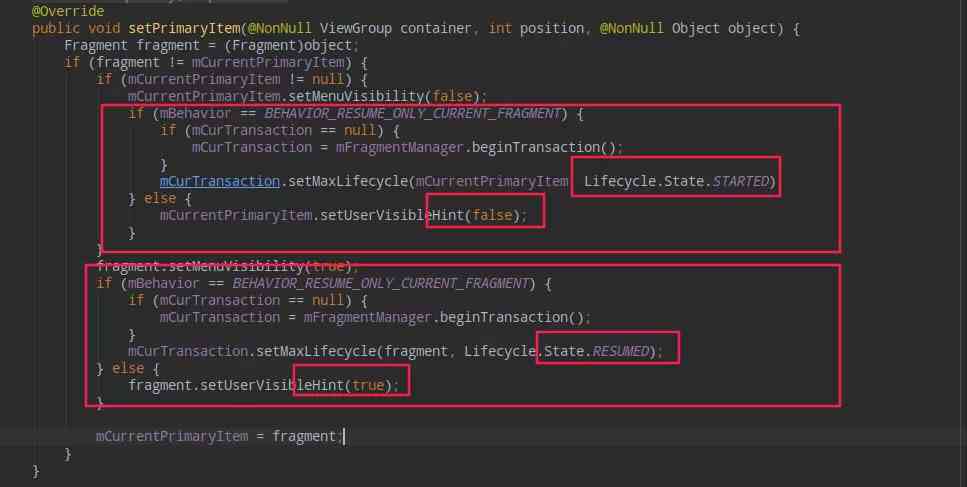 @Override
public void setPrimaryItem(@NonNull ViewGroup container, int position, @NonNull Object object) {
Fragment fragment = (Fragment)object;
if (fragment != mCurrentPrimaryItem) {
if (mCurrentPrimaryItem != null) {
mCurrentPrimaryItem.setMenuVisibility(false);
if (mBehavior == BEHAVIOR_RESUME_ONLY_CURRENT_FRAGMENT) {
if (mCurTransaction == null) {
mCurTransaction = mFragmentManager.beginTransaction();
}
mCurTransaction.setMaxLifecycle(mCurrentPrimaryItem Lifecycle.State.STARTED)
} else {
mCurrentPrimaryItem.setUserVisibleHint(false);
}
}
fragment.setMenuVisibility(true);
if (mBehavior == BEHAVIOR_RESUME_ONLY_CURRENT_FRAGMENT) {
if (mCurTransaction == null) {
mCurTransaction = mFragmentManager.beginTransaction();
}
mCurTransaction.setMaxLifecycle(fragment, Lifecycle.State.RESUMED);
} else {
fragment.setUserVisibleHint(true);
}
mCurrentPrimaryItem = fragment;
}
}